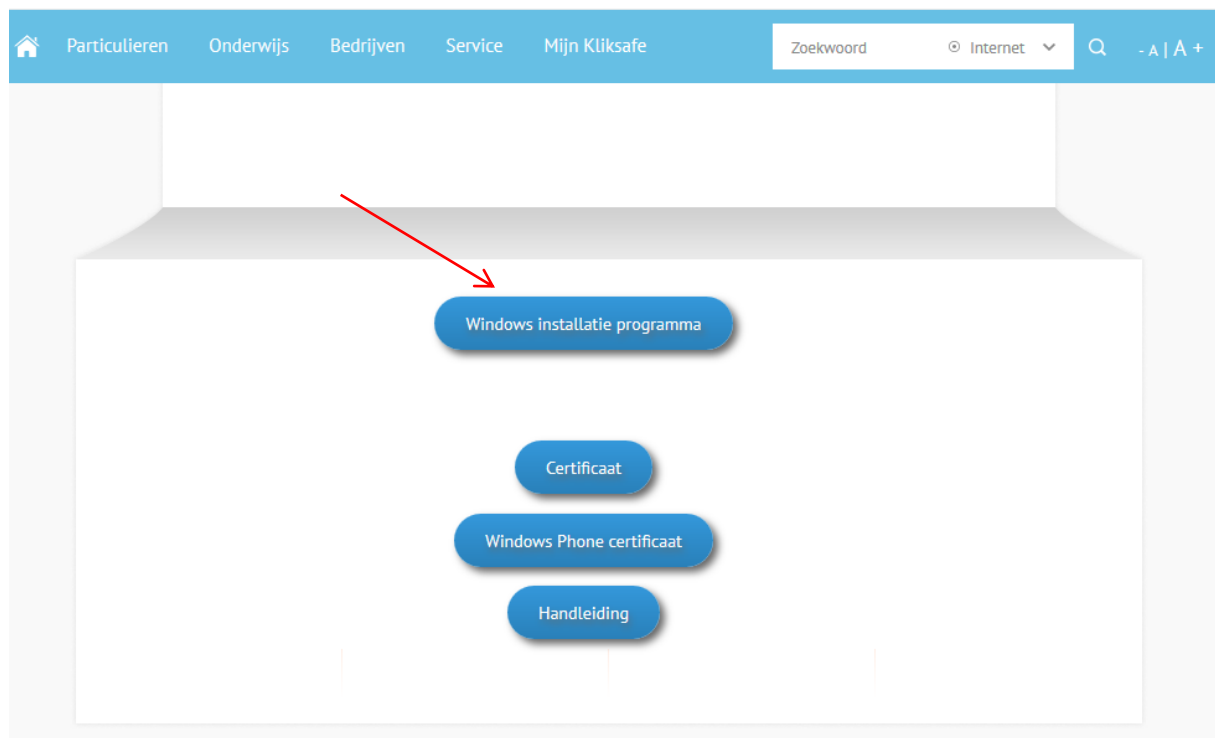 Particulieren Onderwijs Bedrijven Service Mijn Kliksafe Zoekwoord Internet - A | A +
Windows installatie programma
Certificaat
Windows Phone certificaat
Handleiding